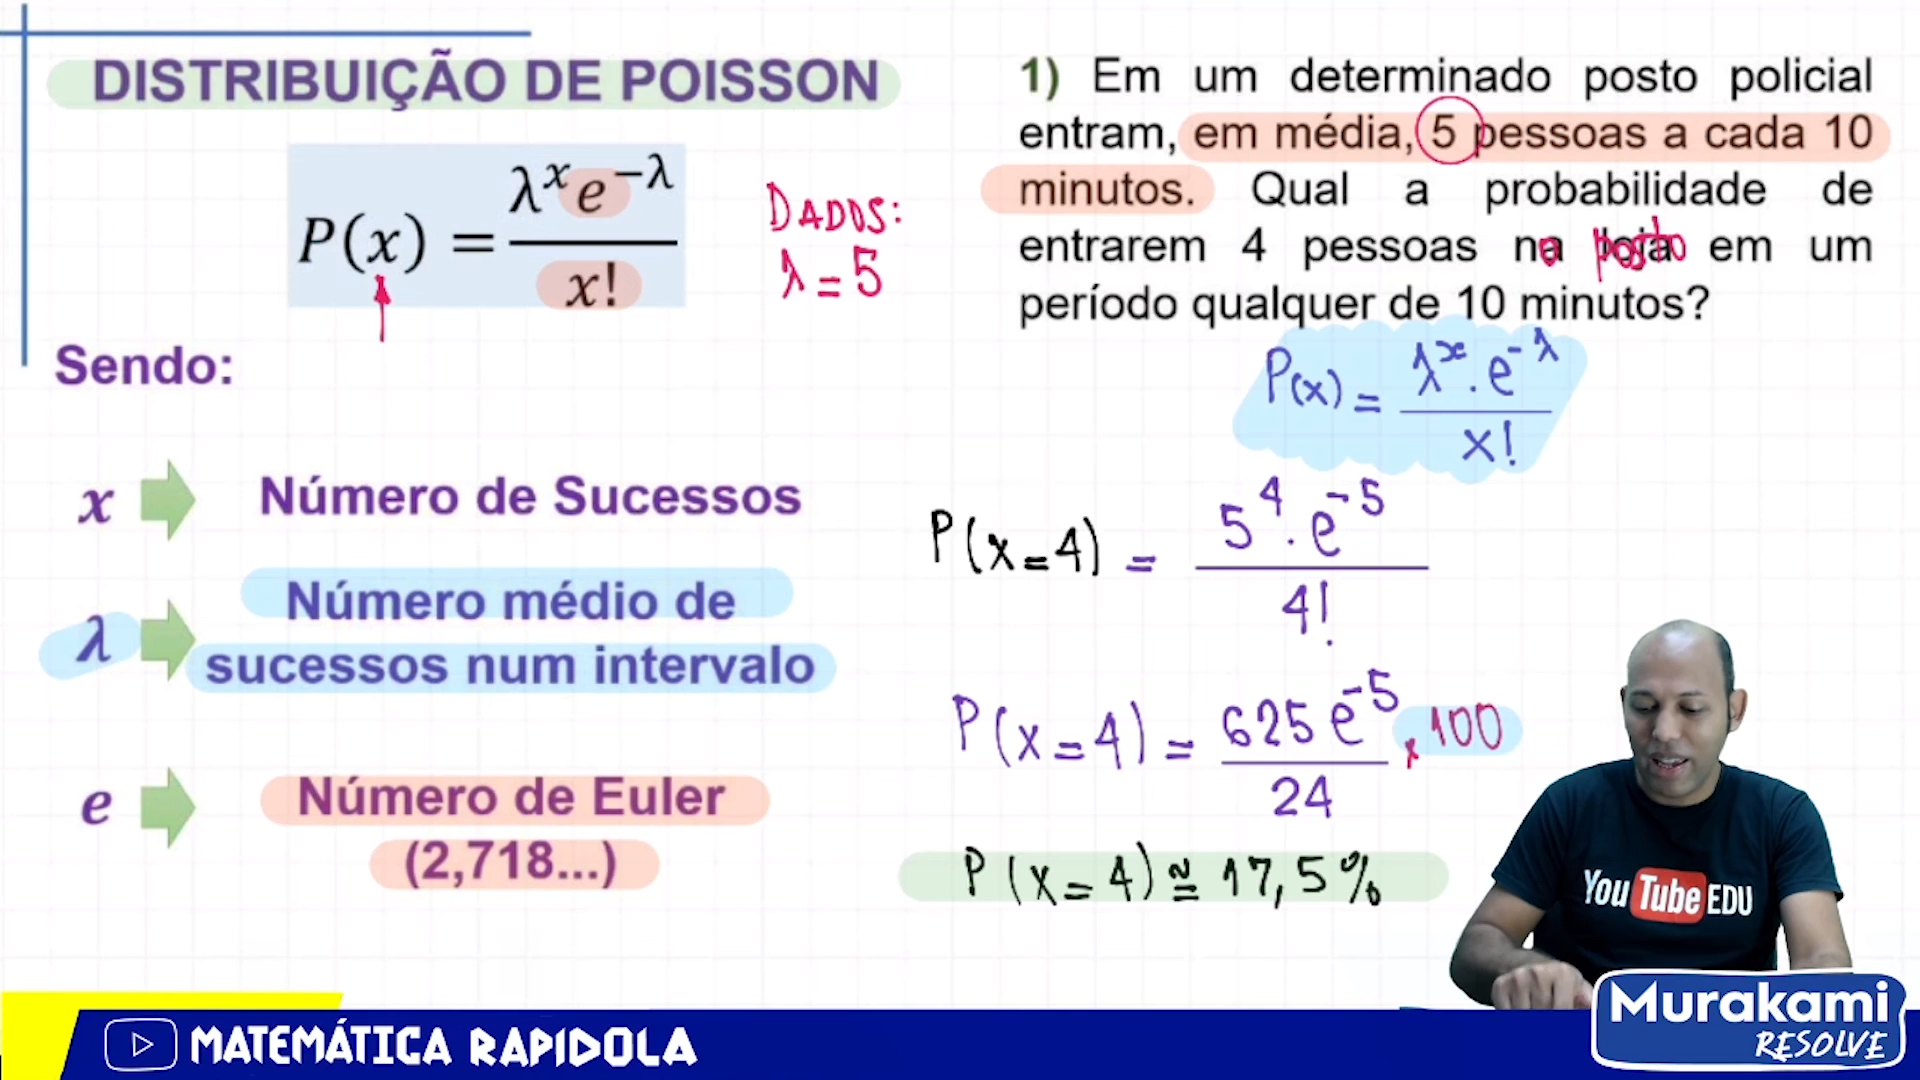 DISTRIBUIÇÃO DE POISSON
P(x) = λ^x e^−λ / x!
DADOS:
λ = 5
Sendo:
x Número de Sucessos
λ Número médio de
sucessos num intervalo
e Número de Euler
(2,718...)
1) Em um determinado posto policial
entram, em média, 5 pessoas a cada 10
minutos. Qual a probabilidade de
entrarem 4 pessoas no posto em um
período qualquer de 10 minutos?
P(x) = λ^x . e^-λ / x!
P(x=4) = 5^4 . e^-5 / 4!
P(x=4) = 625 e^-5 / 24 x 100
P(x=4) ≅ 17,5%
YouTube EDU
MATEMÁTICA RAPIDOLA
Murakami
RESOLVE